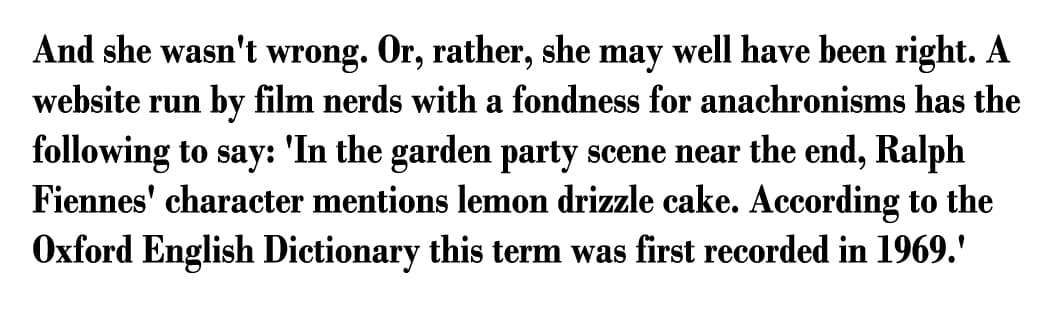 And she wasn't wrong. Or, rather, she may well have been right. A
website run by film nerds with a fondness for anachronisms has the
following to say: 'In the garden party scene near the end, Ralph
Fiennes' character mentions lemon drizzle cake. According to the
Oxford English Dictionary this term was first recorded in 1969.'